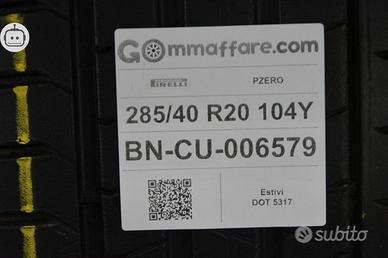 GOmmaffare.com
PIRELLI PZERO
285/40 R20 104Y
BN-CU-006579
Estivi
DOT 5317
subito